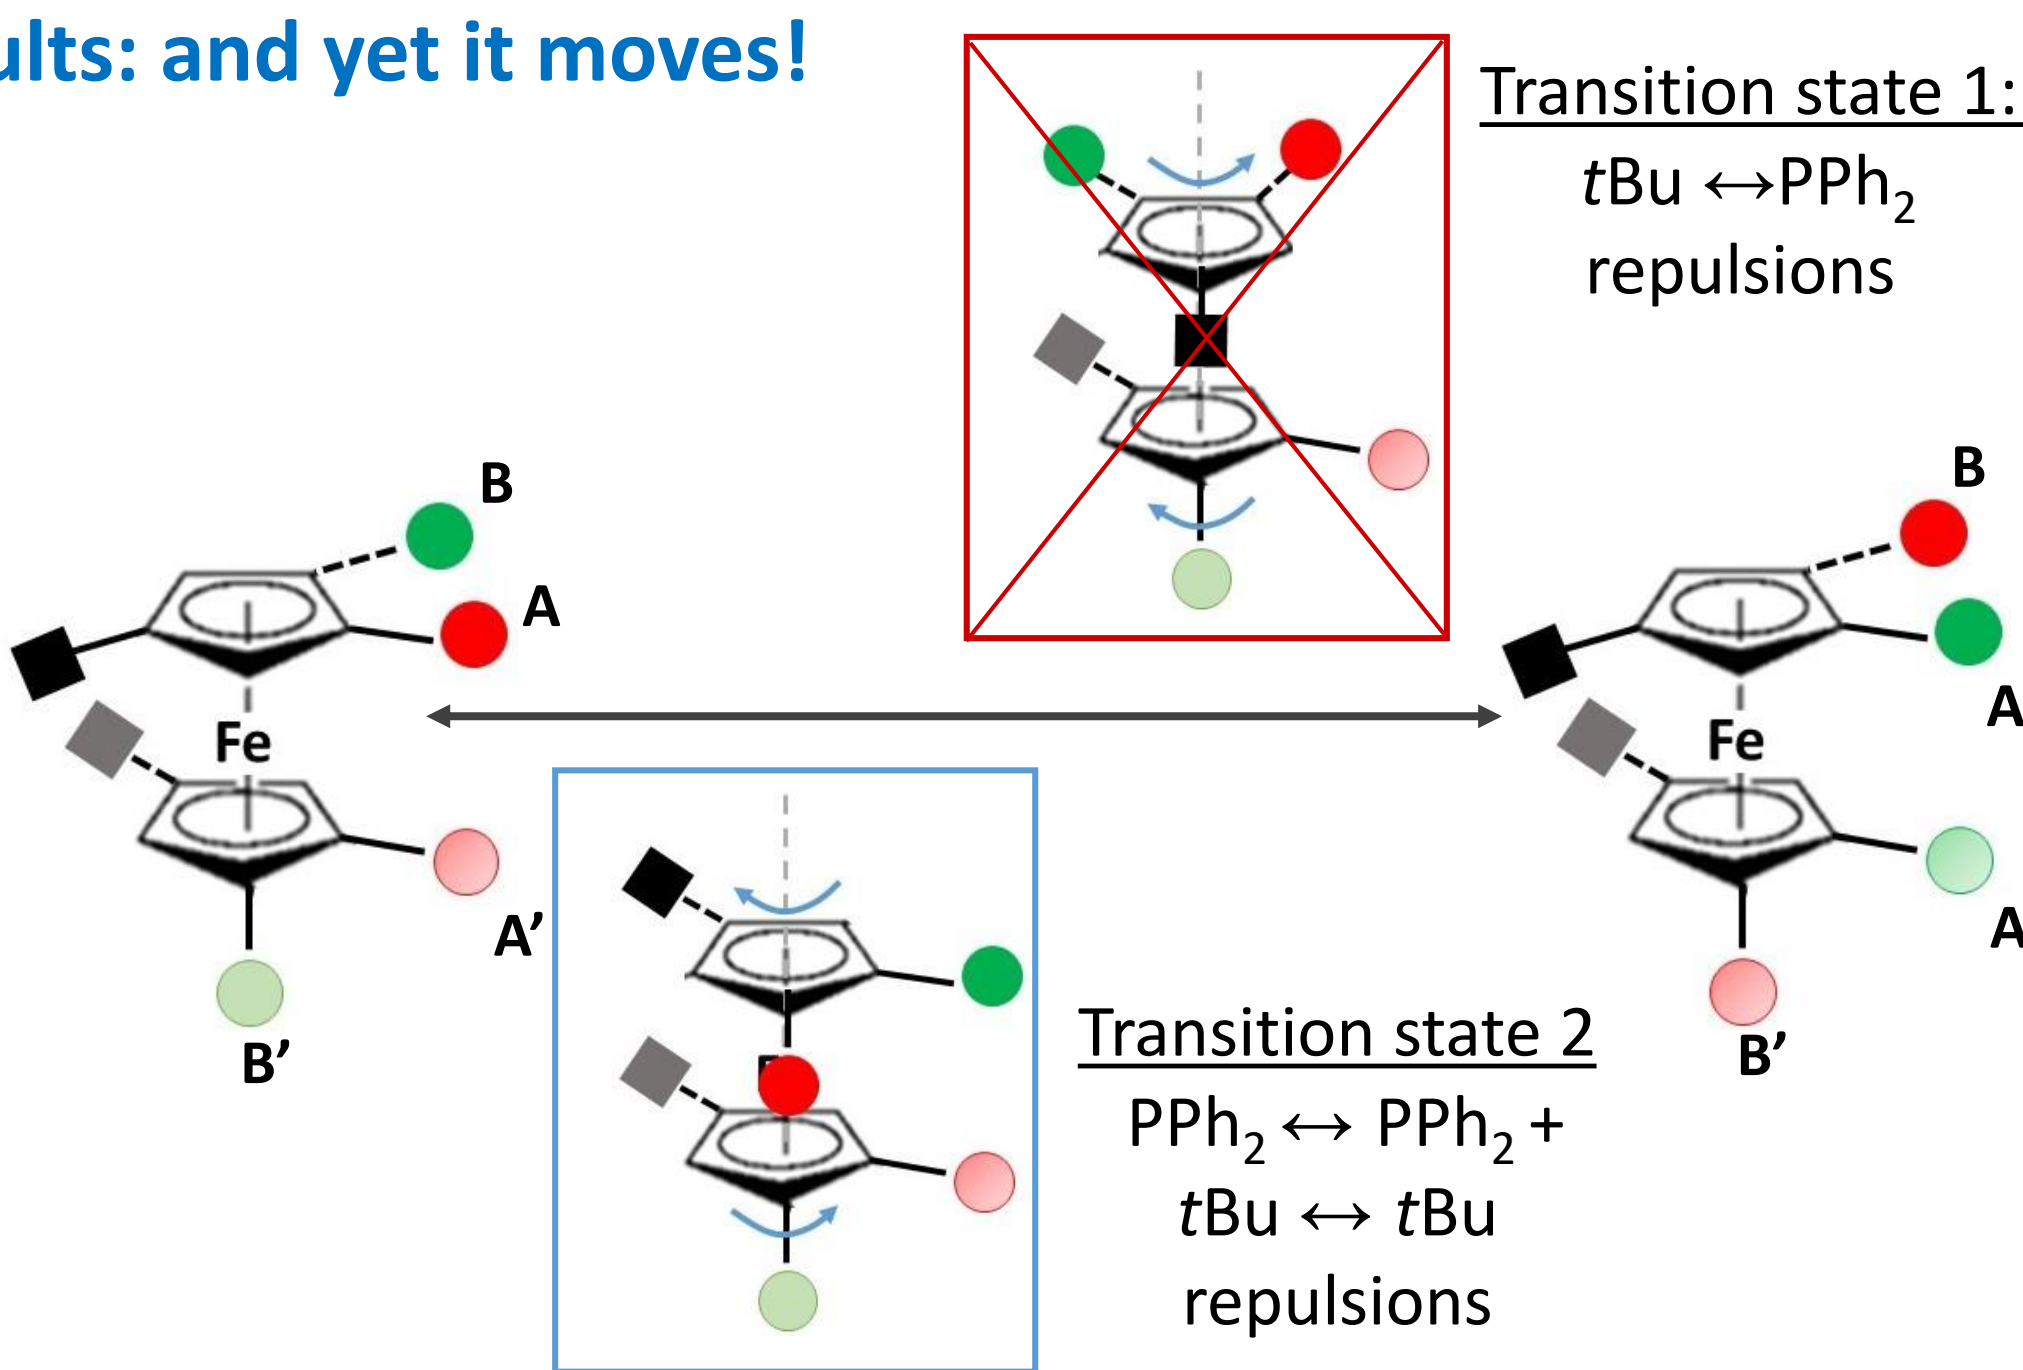 ults: and yet it moves!
Transition state 1:
tBu ↔PPh₂
repulsions
B
A
Fe
A’
B’
B
A
Fe
A
B’
Transition state 2
PPh₂ ↔ PPh₂ +
tBu ↔ tBu
repulsions